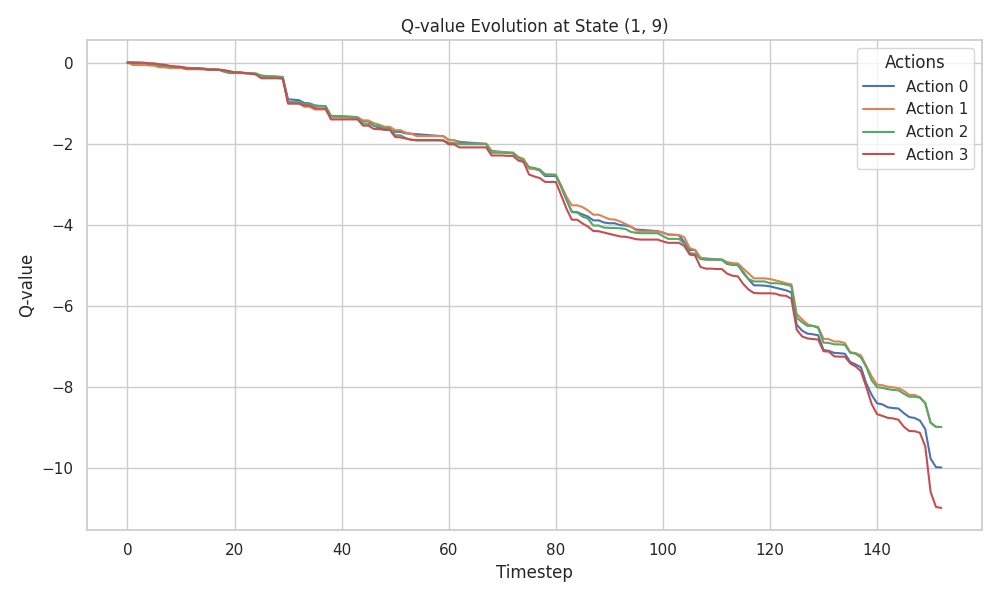 Q-value Evolution at State (1, 9)
Actions
Action 0
Action 1
Action 2
Action 3
Q-value
0
−2
−4
−6
−8
−10
0 20 40 60 80 100 120 140
Timestep